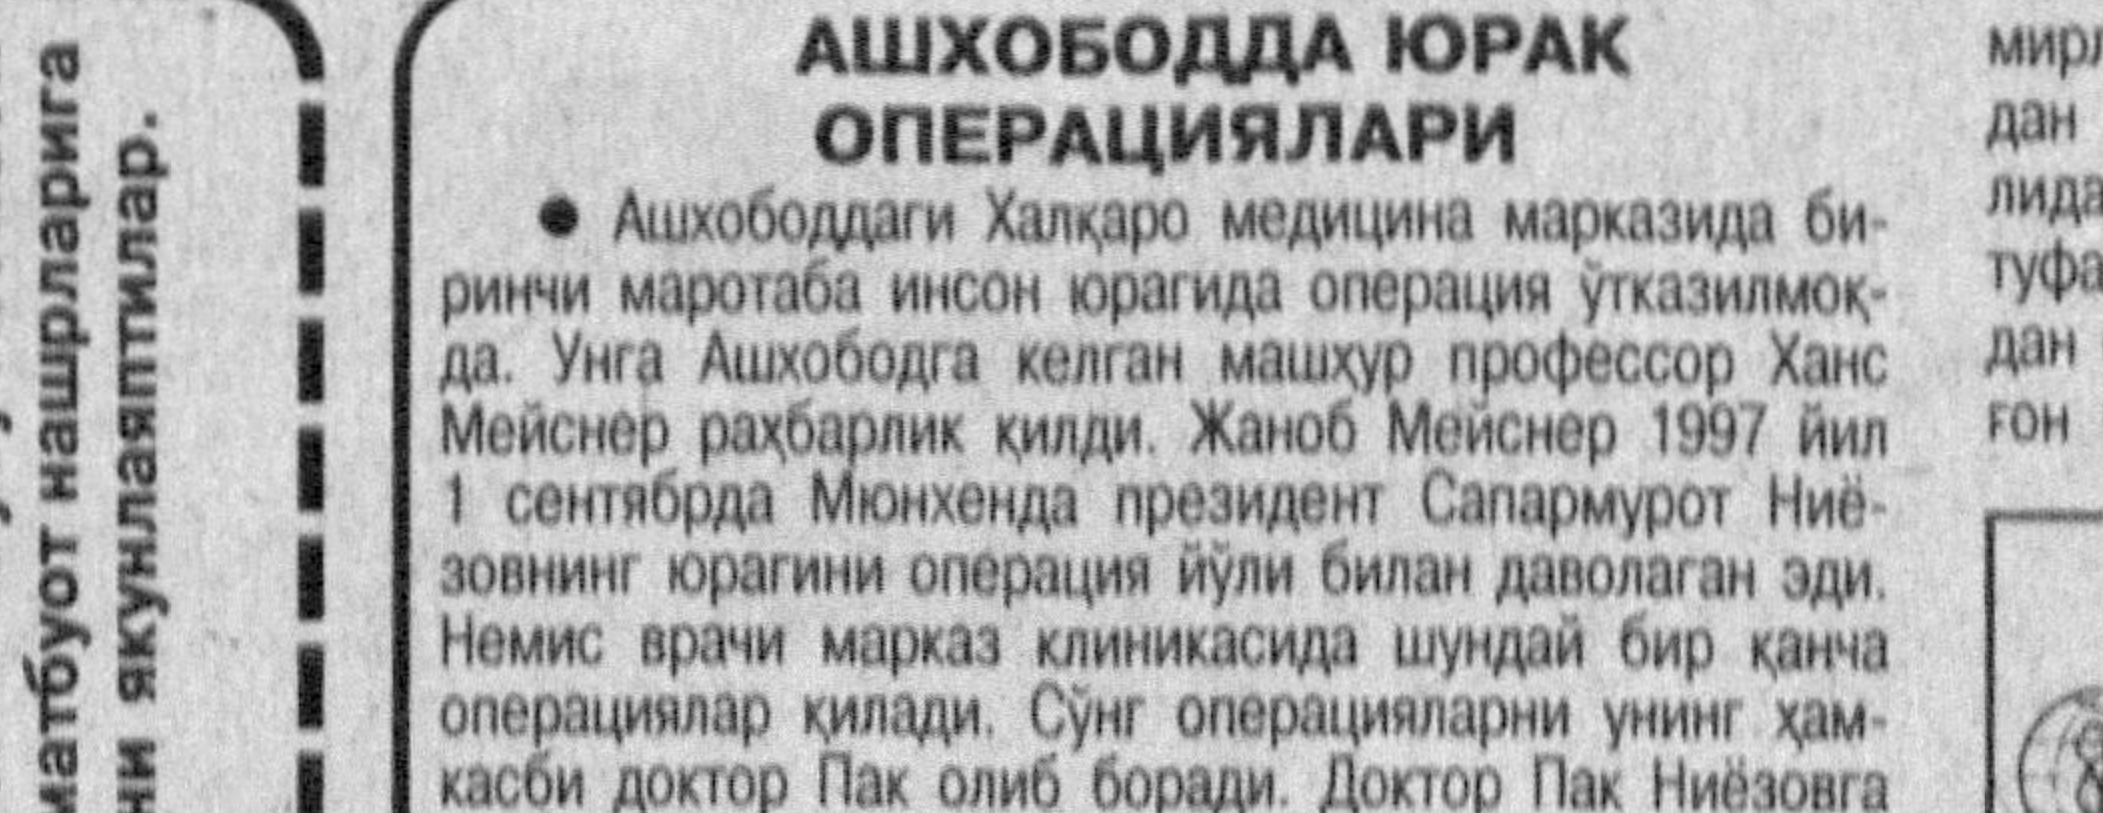 матбуот нашрларига
ни якунлаяптилар.
АШХОБОДДА ЮРАК
ОПЕРАЦИЯЛАРИ
● Ашхободдаги Халқаро медицина марказида би-
ринчи маротаба инсон юрагида операция ўтказилмоқ-
да. Унга Ашхободга келган машҳур профессор Ханс
Мейснер раҳбарлик қилди. Жаноб Мейснер 1997 йил
1 сентябрда Мюнхенда президент Сапармурот Ниё-
зовнинг юрагини операция йўли билан даволаган эди.
Немис врачи марказ клиникасида шундай бир қанча
операциялар қилади. Сўнг операцияларни унинг ҳам-
касби доктор Пак олиб боради. Доктор Пак Ниёзовга
мирл
дан
лида
туфа
дан
ғон